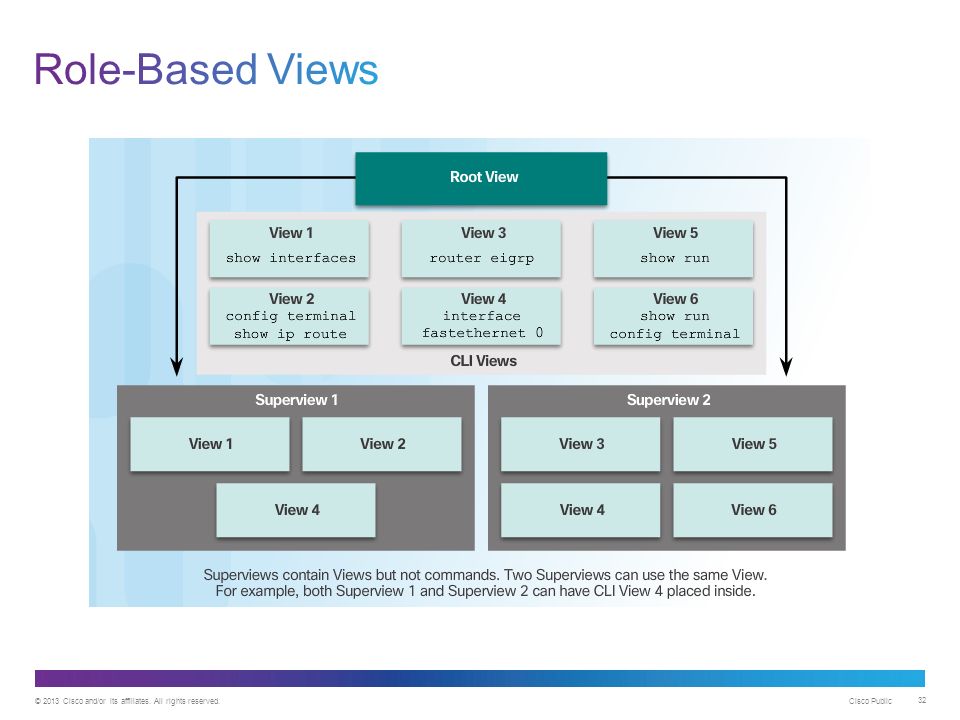 Role-Based Views
Root View
View 1
show interfaces
View 3
router eigrp
View 5
show run
View 2
config terminal
show ip route
View 4
interface
fastethernet 0
View 6
show run
config terminal
CLI Views
Superview 1
View 1
View 2
View 4
Superview 2
View 3
View 5
View 4
View 6
Superviews contain Views but not commands. Two Superviews can use the same View.
For example, both Superview 1 and Superview 2 can have CLI View 4 placed inside.
© 2013 Cisco and/or its affiliates. All rights reserved.
Cisco Public
32